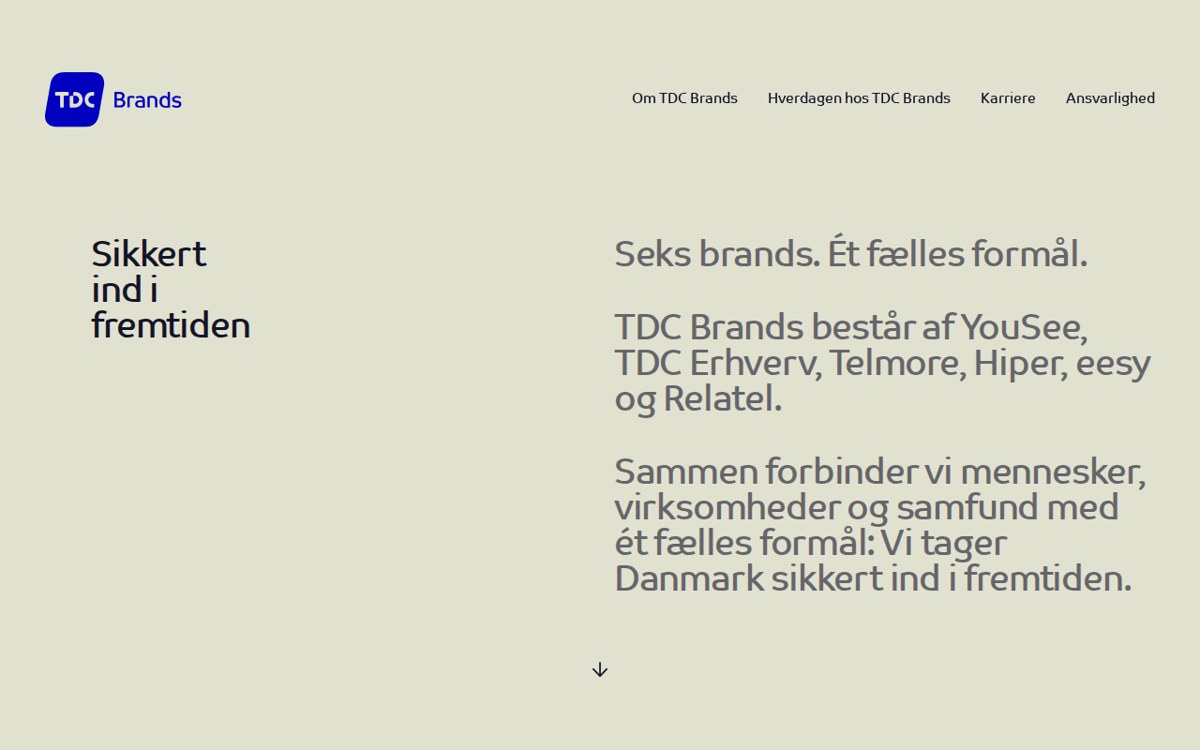 TDC Brands
Om TDC Brands
Hverdagen hos TDC Brands
Karriere
Ansvarlighed
Sikkert
ind i
fremtiden
Seks brands. Ét fælles formål.
TDC Brands består af YouSee,
TDC Erhverv, Telmore, Hiper, eesy
og Relatel.
Sammen forbinder vi mennesker,
virksomheder og samfund med
ét fælles formål: Vi tager
Danmark sikkert ind i fremtiden.